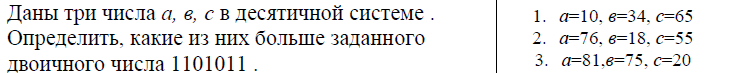 Даны три числа а, в, с в десятичной системе .
Определить, какие из них больше заданного
двоичного числа 1101011 .
1. а=10, в=34, с=65
2. а=76, в=18, с=55
3. а=81,в=75, с=20